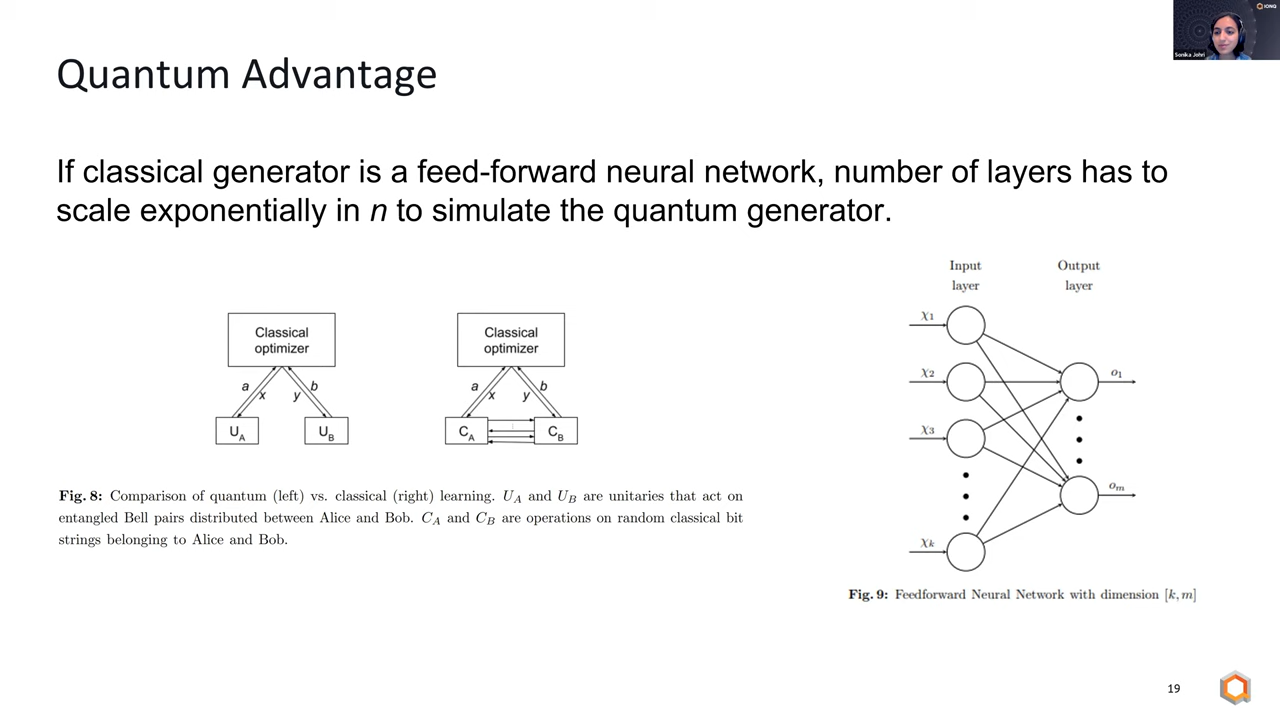 IONQ
Sonika Johri
Quantum Advantage
If classical generator is a feed-forward neural network, number of layers has to
scale exponentially in n to simulate the quantum generator.
Classical
optimizer
a
x
y
b
U_A
U_B
Classical
optimizer
a
x
y
b
C_A
C_B
Fig. 8: Comparison of quantum (left) vs. classical (right) learning. U_A and U_B are unitaries that act on
entangled Bell pairs distributed between Alice and Bob. C_A and C_B are operations on random classical bit
strings belonging to Alice and Bob.
Input
layer
Output
layer
χ1
χ2
χ3
χk
o1
om
Fig. 9: Feedforward Neural Network with dimension [k, m]
19